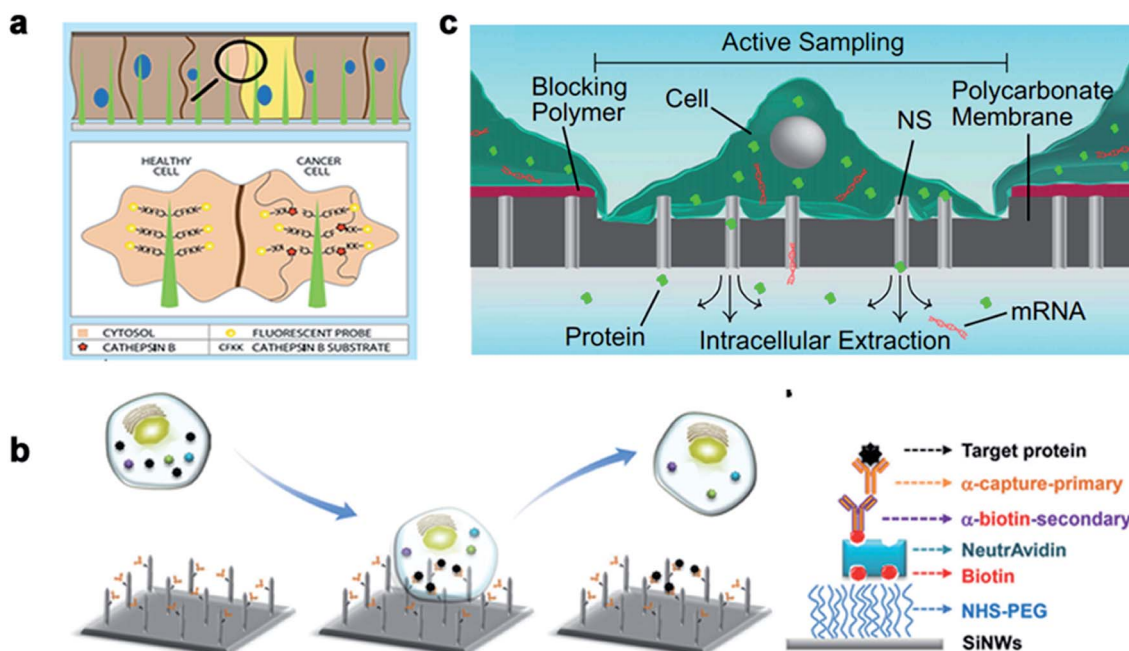 a
HEALTHY
CELL
CANCER
CELL
CYTOSOL
FLUORESCENT PROBE
CATHEPSIN B
CFKK CATHEPSIN B SUBSTRATE
c
Active Sampling
Blocking
Polymer
Cell
NS
Polycarbonate
Membrane
Protein
Intracellular Extraction
mRNA
b
Target protein
α-capture-primary
α-biotin-secondary
NeutrAvidin
Biotin
NHS-PEG
SiNWs